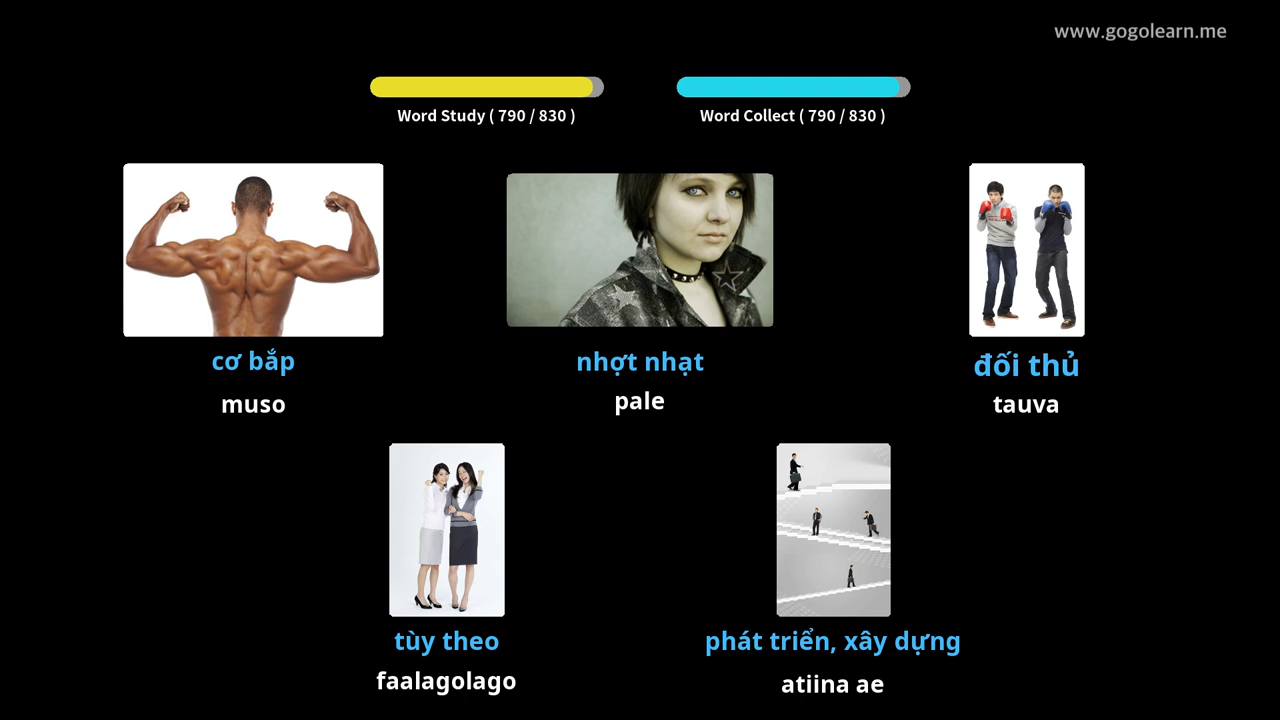 www.gogolearn.me
Word Study ( 790 / 830 )
Word Collect ( 790 / 830 )
cơ bắp
muso
nhợt nhạt
pale
đối thủ
tauva
tùy theo
faalagolago
phát triển, xây dựng
atiina ae